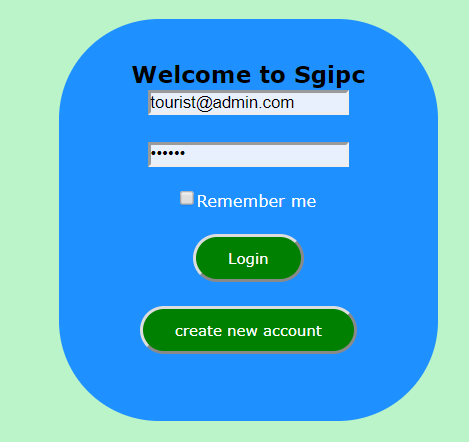 Welcome to Sgipc
tourist@admin.com
••••••
Remember me
Login
create new account